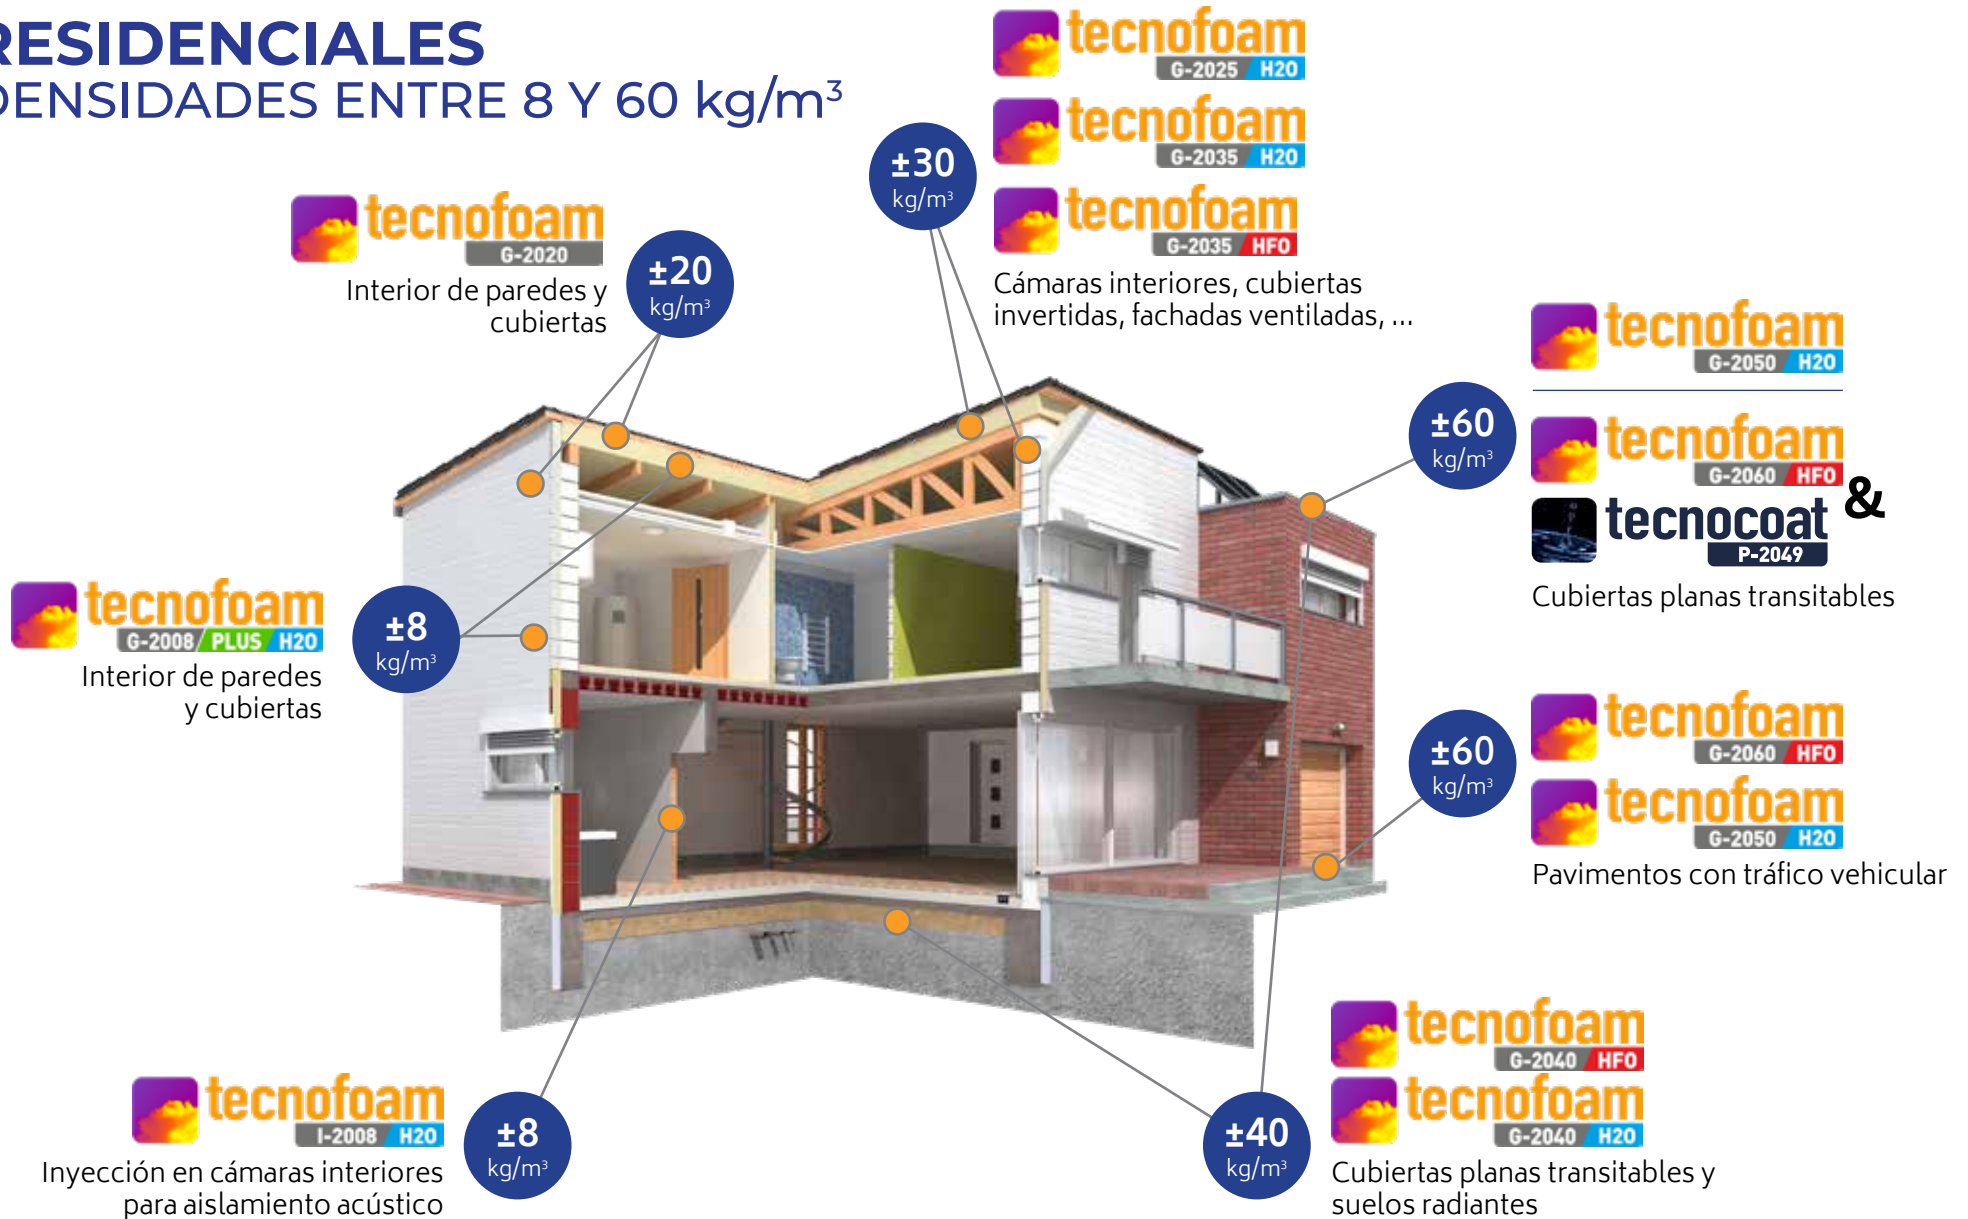 RESIDENCIALES
DENSIDADES ENTRE 8 Y 60 kg/m³
tecnofoam
G-2020
Interior de paredes y
cubiertas
±20
kg/m³
±30
kg/m³
tecnofoam
G-2025 H2O
tecnofoam
G-2035 H2O
tecnofoam
G-2035 HFO
Cámaras interiores, cubiertas
invertidas, fachadas ventiladas, ...
±60
kg/m³
tecnofoam
G-2050 H2O
tecnofoam
G-2060 HFO
&
tecnocoat
P-2049
Cubiertas planas transitables
tecnofoam
G-2008 PLUS H2O
Interior de paredes
y cubiertas
±8
kg/m³
±60
kg/m³
tecnofoam
G-2060 HFO
tecnofoam
G-2050 H2O
Pavimentos con tráfico vehicular
tecnofoam
I-2008 H2O
Inyección en cámaras interiores
para aislamiento acústico
±8
kg/m³
±40
kg/m³
tecnofoam
G-2040 HFO
tecnofoam
G-2040 H2O
Cubiertas planas transitables y
suelos radiantes